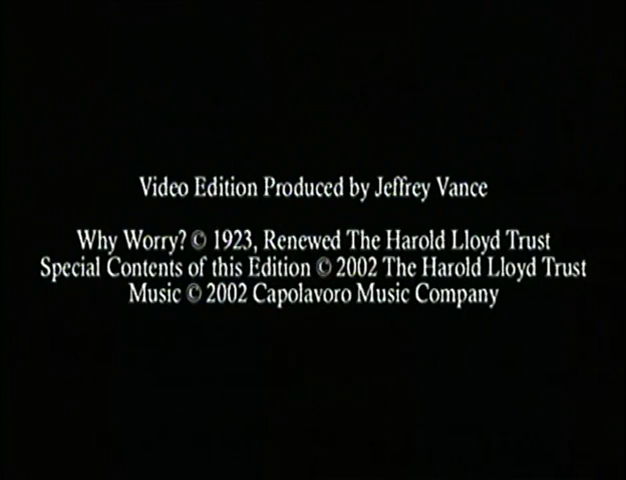 Video Edition Produced by Jeffrey Vance
Why Worry? © 1923, Renewed The Harold Lloyd Trust
Special Contents of this Edition © 2002 The Harold Lloyd Trust
Music © 2002 Capolavoro Music Company